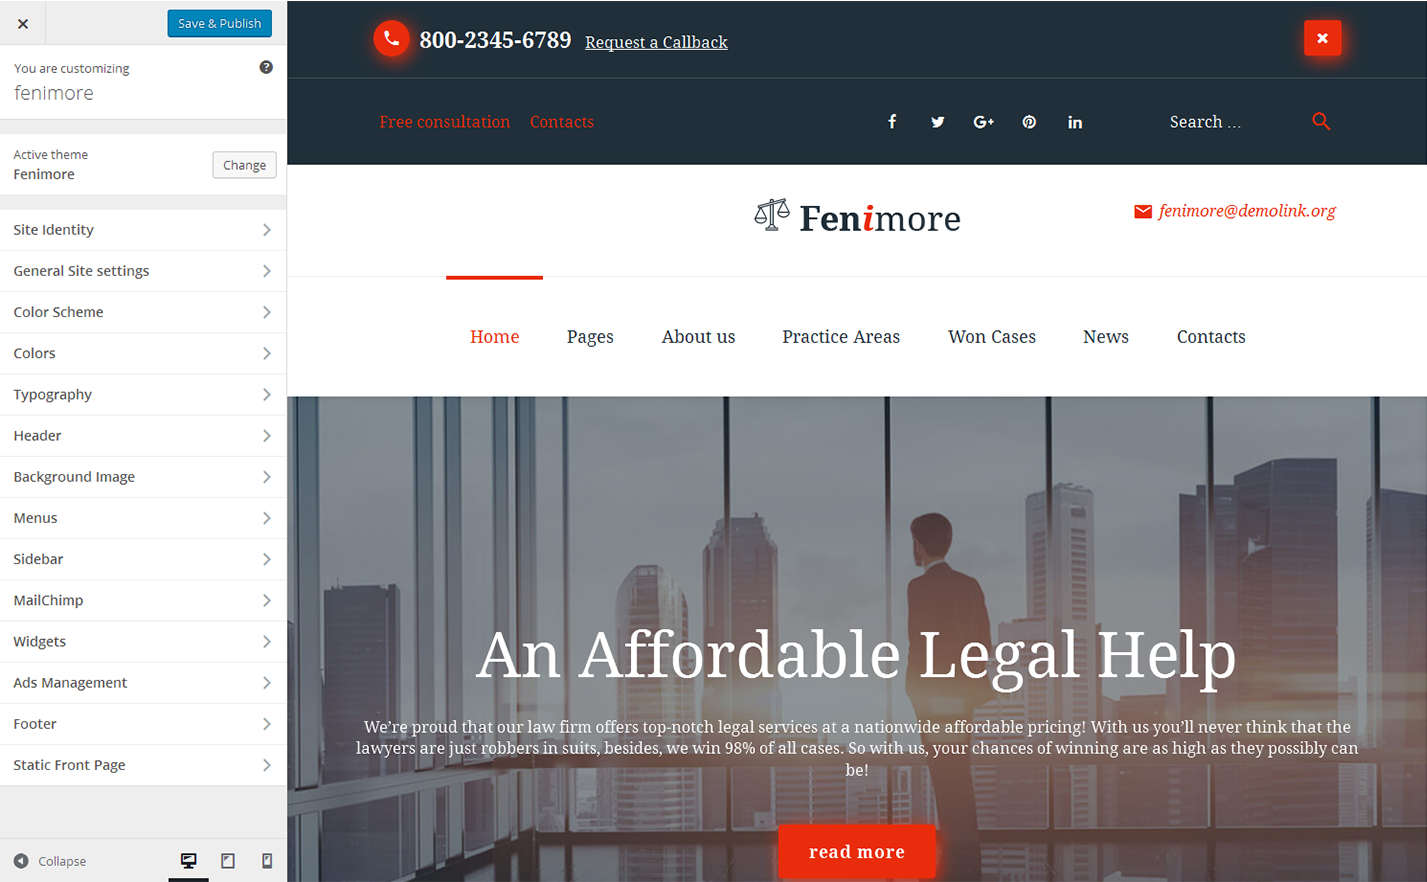 Save & Publish
You are customizing
fenimore
Active theme
Fenimore
Change
Site Identity
General Site settings
Color Scheme
Colors
Typography
Header
Background Image
Menus
Sidebar
MailChimp
Widgets
Ads Management
Footer
Static Front Page
Collapse
800-2345-6789 Request a Callback
Free consultation Contacts
Search ...
Fenimore
fenimore@demolink.org
Home Pages About us Practice Areas Won Cases News Contacts
An Affordable Legal Help
We’re proud that our law firm offers top-notch legal services at a nationwide affordable pricing! With us you’ll never think that the
lawyers are just robbers in suits, besides, we win 98% of all cases. So with us, your chances of winning are as high as they possibly can
be!
read more